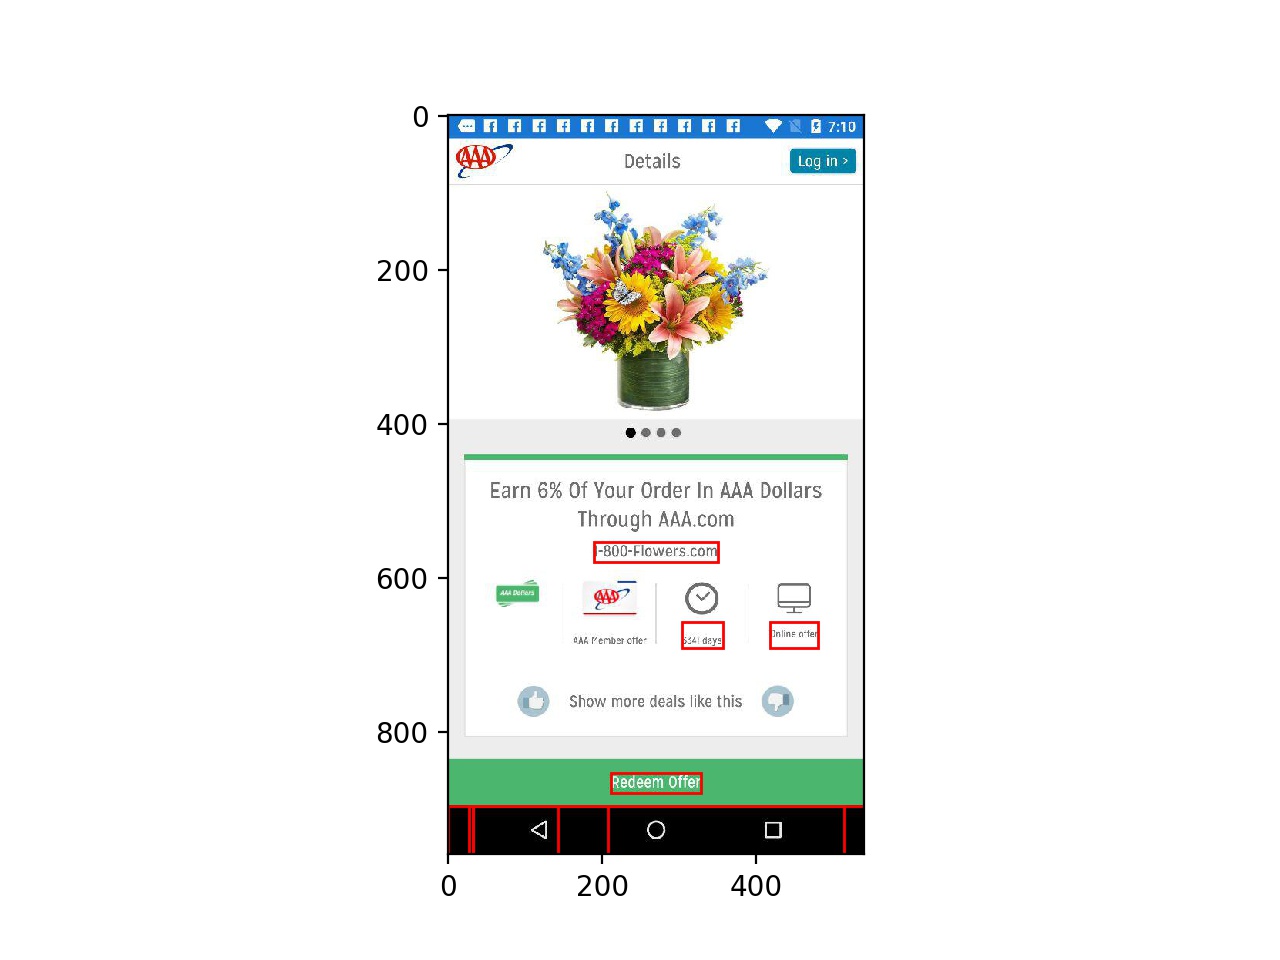 0
7:10
AAA
Details
Log in >
200
400
Earn 6% Of Your Order In AAA Dollars
Through AAA.com
1-800-Flowers.com
600
AAA Dollars
AAA
AAA Member offer
5341 days
Online offer
Show more deals like this
800
Redeem Offer
0
200
400